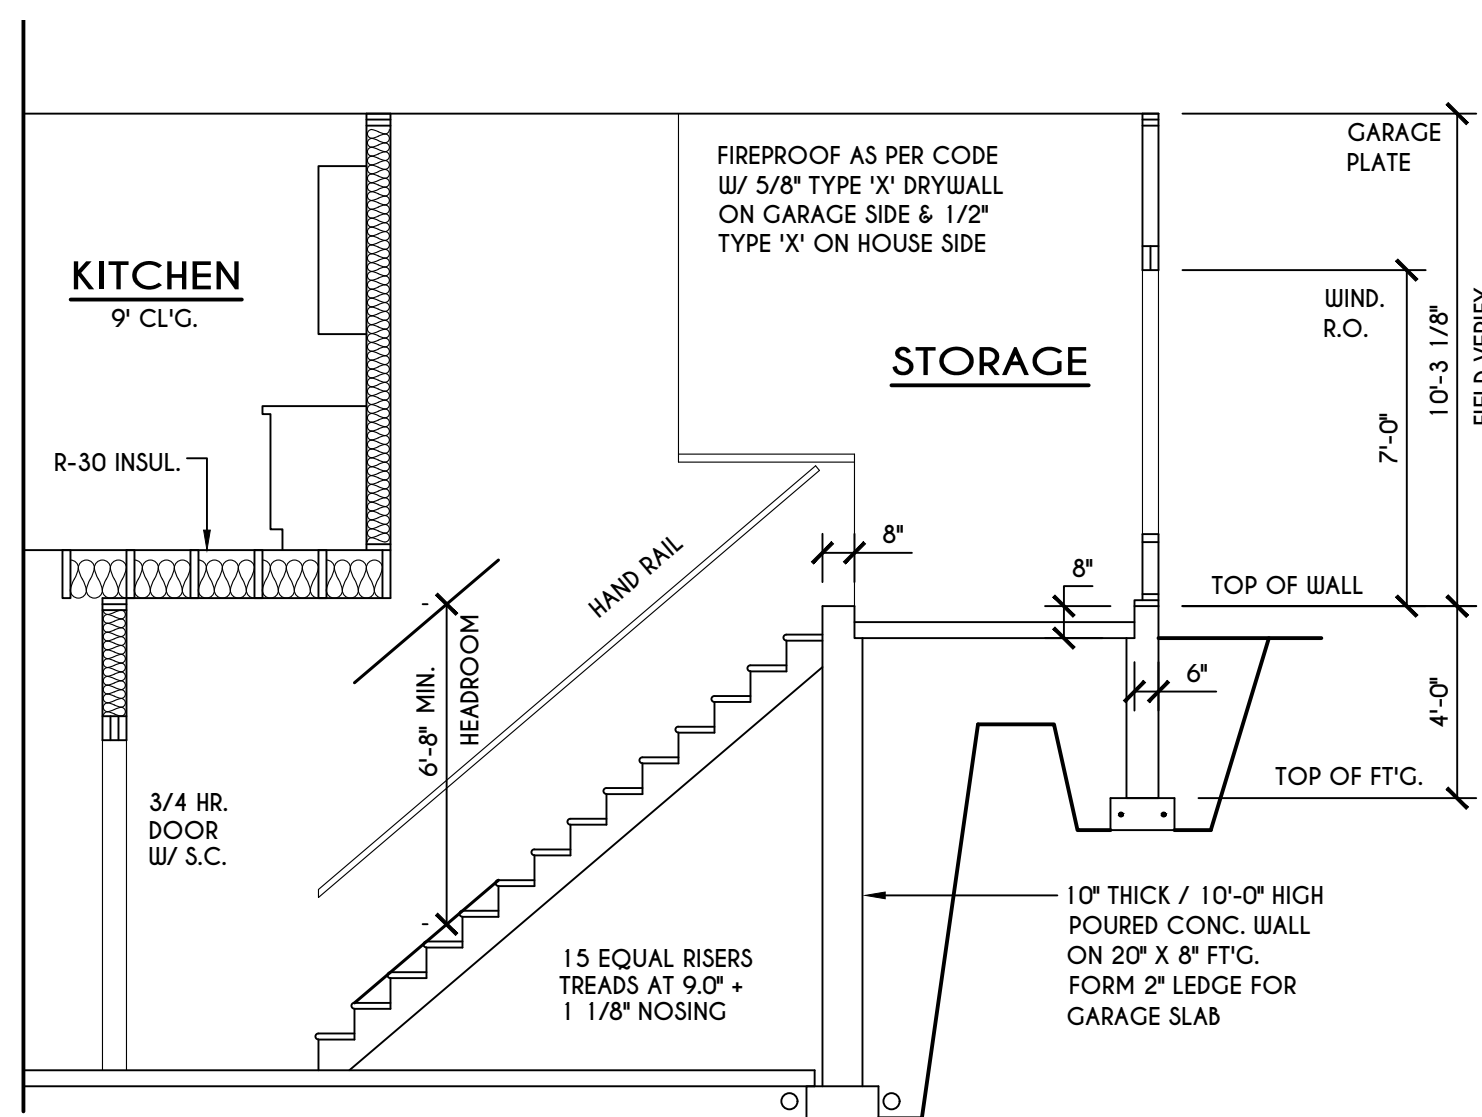 GARAGE
PLATE
FIREPROOF AS PER CODE
W/ 5/8" TYPE 'X' DRYWALL
ON GARAGE SIDE & 1/2"
TYPE 'X' ON HOUSE SIDE
KITCHEN
9' CL'G.
WIND.
R.O.
10'-3 1/8"
FIELD VERIFY
STORAGE
7'-0"
R-30 INSUL.
HAND RAIL
8"
8"
TOP OF WALL
6'-8" MIN.
HEADROOM
6"
4'-0"
TOP OF FT'G.
3/4 HR.
DOOR
W/ S.C.
10" THICK / 10'-0" HIGH
POURED CONC. WALL
ON 20" X 8" FT'G.
FORM 2" LEDGE FOR
GARAGE SLAB
15 EQUAL RISERS
TREADS AT 9.0" +
1 1/8" NOSING